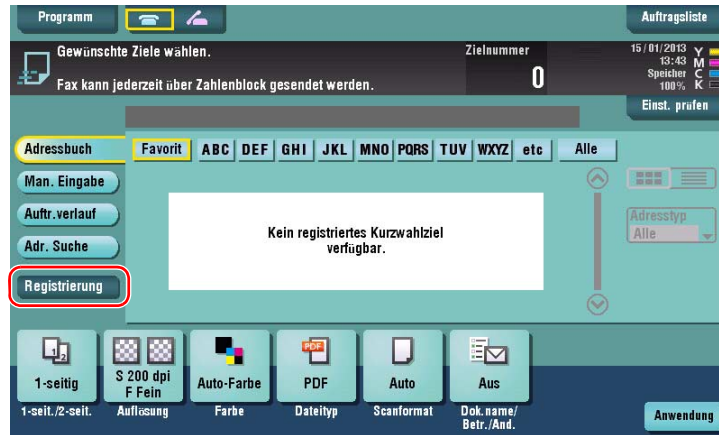 Programm
Auftragsliste
Gewünschte Ziele wählen.
Zielnummer
15/01/2013
13:43
Speicher
100%
Y
M
C
K
Fax kann jederzeit über Zahlenblock gesendet werden.
0
Einst. prüfen
Adressbuch
Favorit ABC DEF GHI JKL MNO PQRS TUV WXYZ etc Alle
Man. Eingabe
Auftr.verlauf
Adresstyp
Alle
Kein registriertes Kurzwahlziel
verfügbar.
Adr. Suche
Registrierung
1 2
PDF
1-seitig
S 200 dpi
F Fein
Auto-Farbe
PDF
Auto
Aus
1-seit./2-seit.
Auflösung
Farbe
Dateityp
Scanformat
Dok.name/
Betr./And.
Anwendung